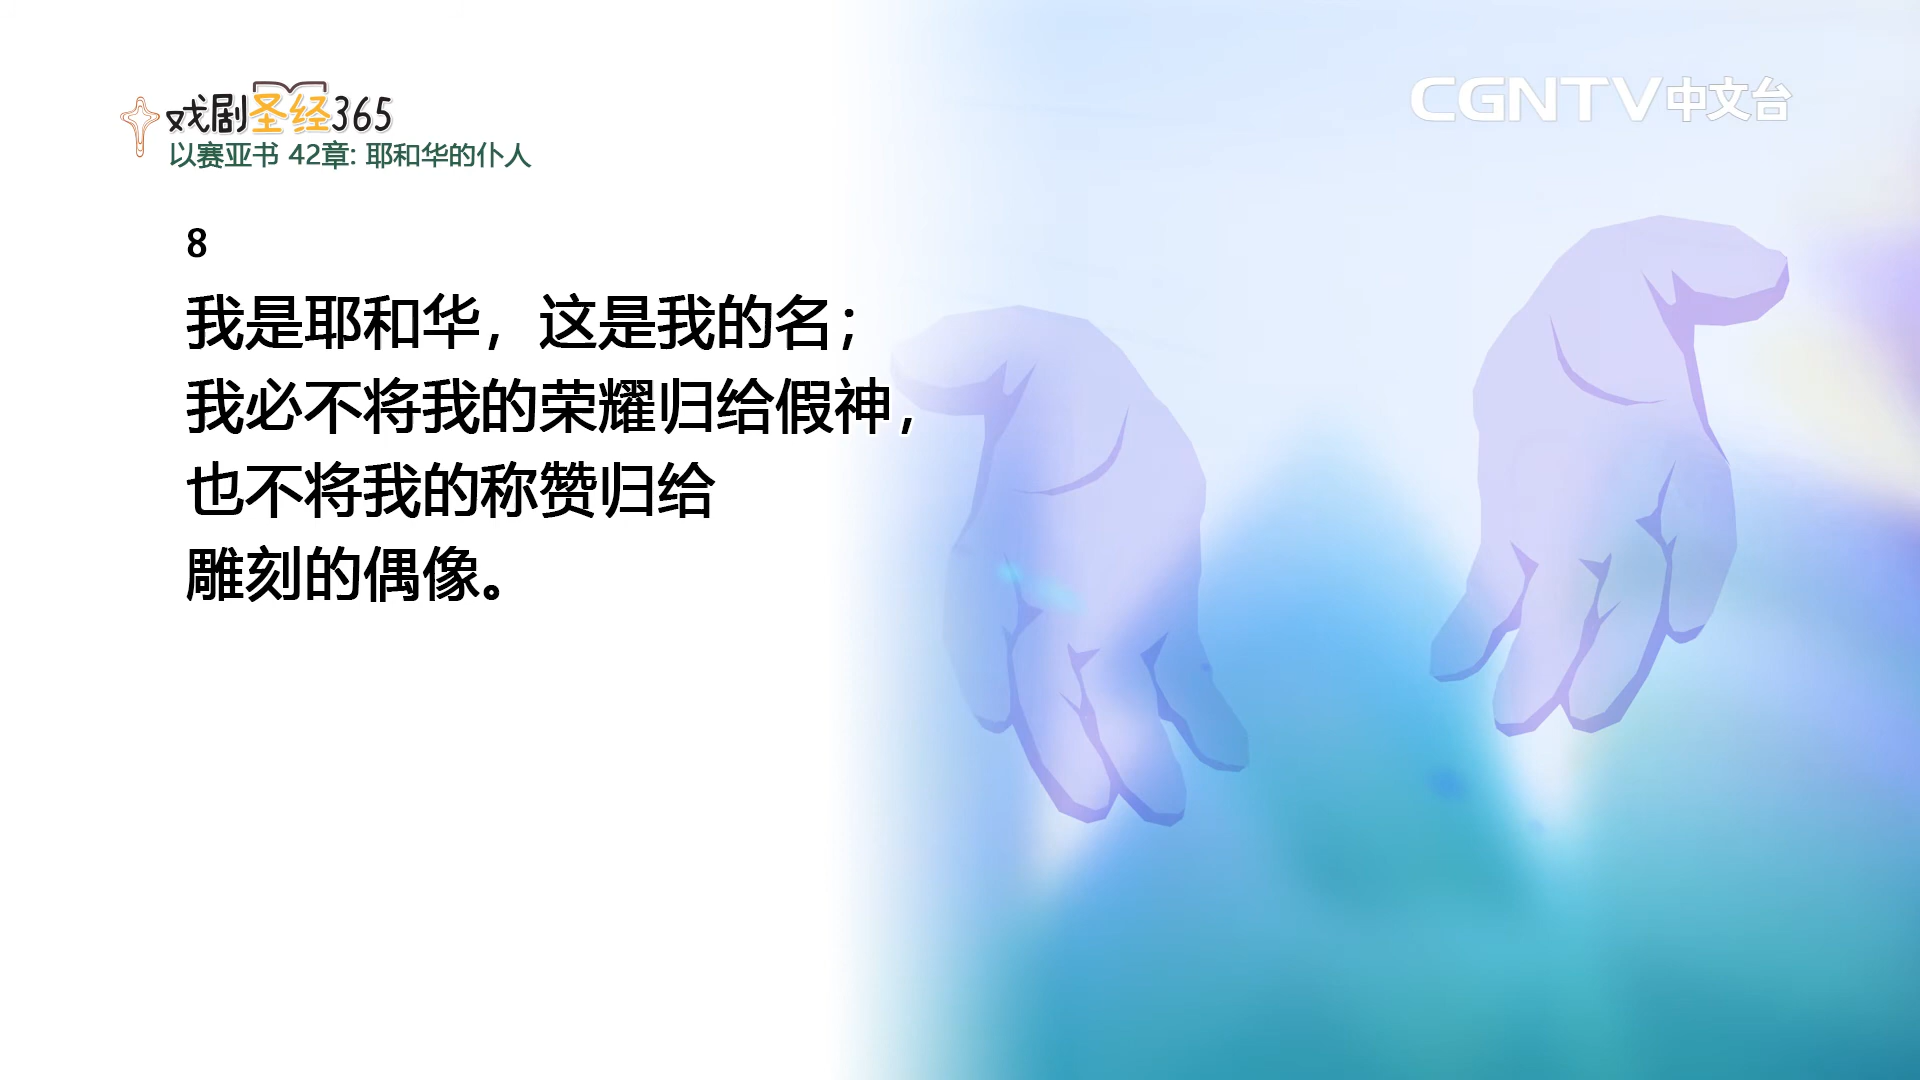 戏剧圣经365
CGNTV中文台
以赛亚书 42章: 耶和华的仆人
8
我是耶和华，这是我的名；
我必不将我的荣耀归给假神，
也不将我的称赞归给
雕刻的偶像。